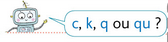 c, k, q ou qu ?